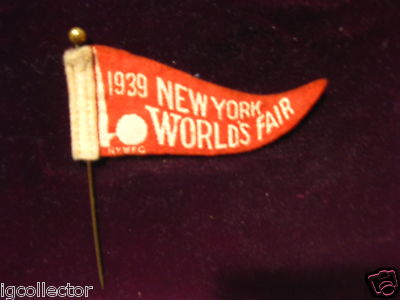 1939 NEW YORK
WORLD'S FAIR
NYWFC
igcollector